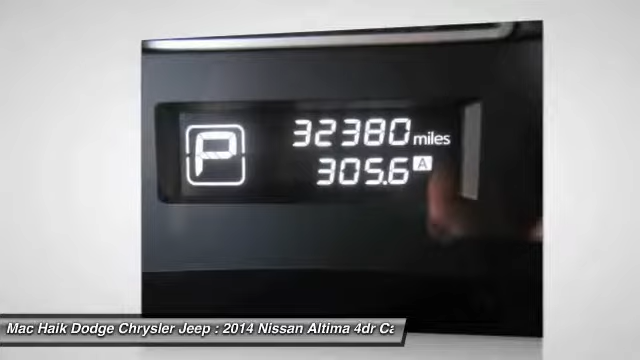 P
32380 miles
305.6 A
Mac Haik Dodge Chrysler Jeep : 2014 Nissan Altima 4dr Ca